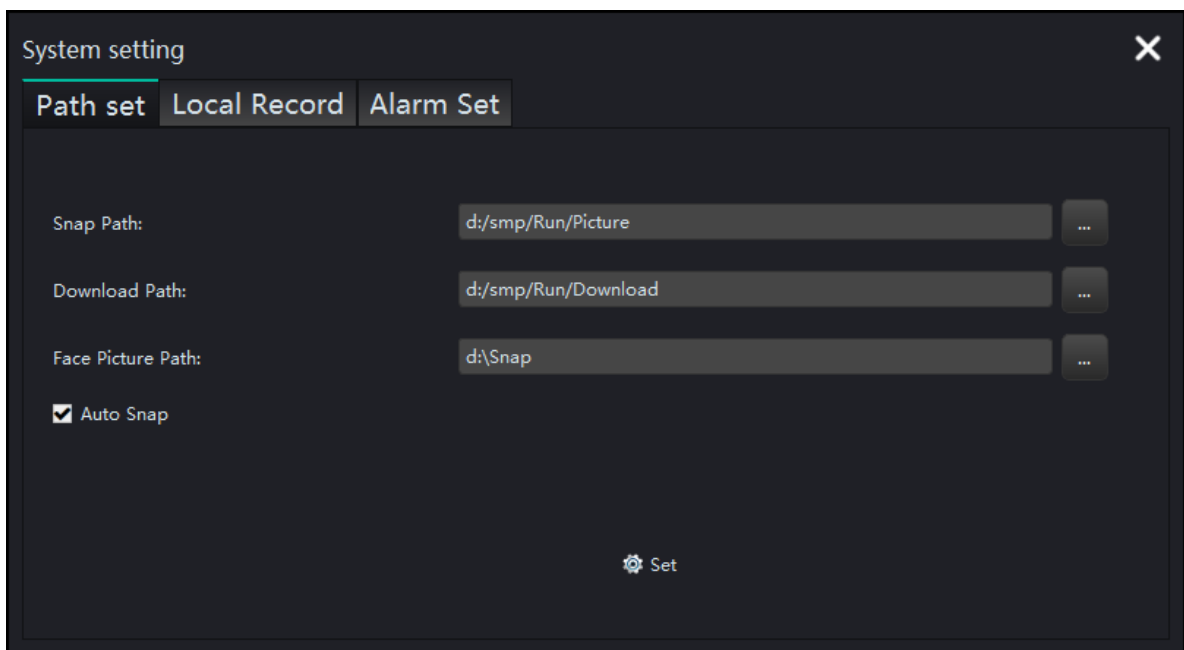 System setting
Path set Local Record Alarm Set
Snap Path: d:/smp/Run/Picture ...
Download Path: d:/smp/Run/Download ...
Face Picture Path: d:\Snap ...
Auto Snap
Set